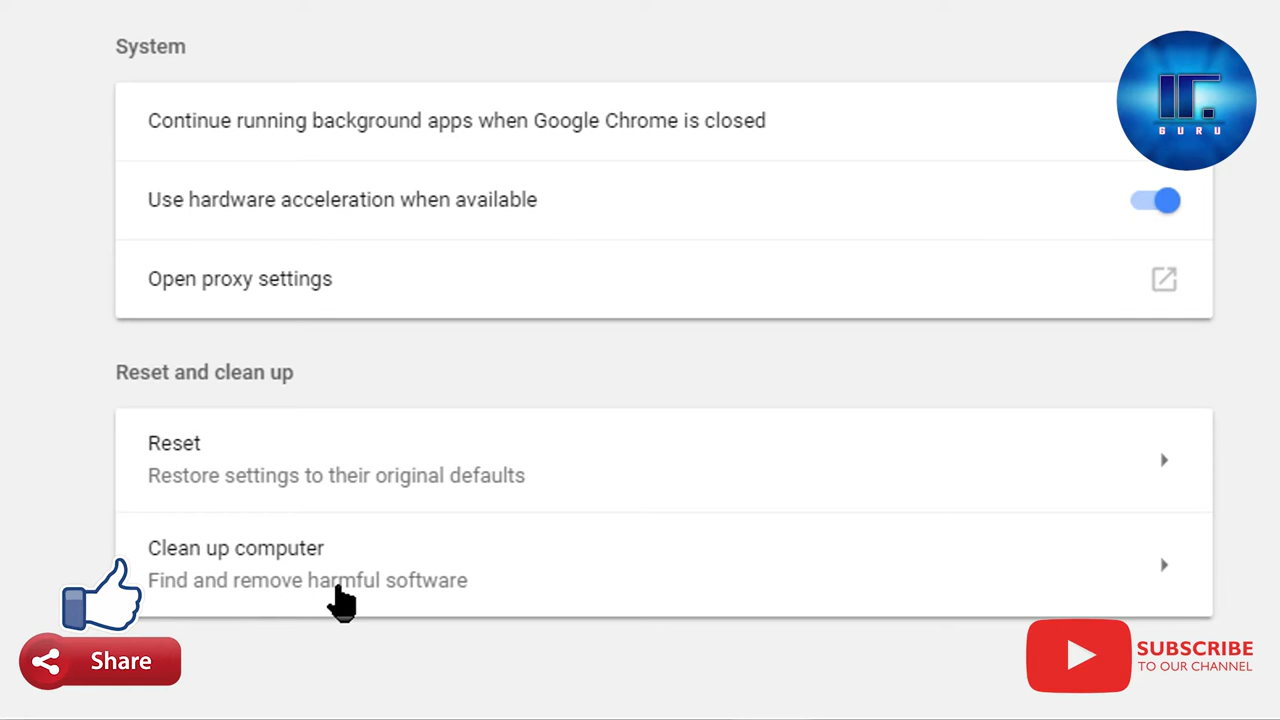 System
Continue running background apps when Google Chrome is closed
Use hardware acceleration when available
Open proxy settings
Reset and clean up
Reset
Restore settings to their original defaults
Clean up computer
Find and remove harmful software
Share
SUBSCRIBE
TO OUR CHANNEL
GURU